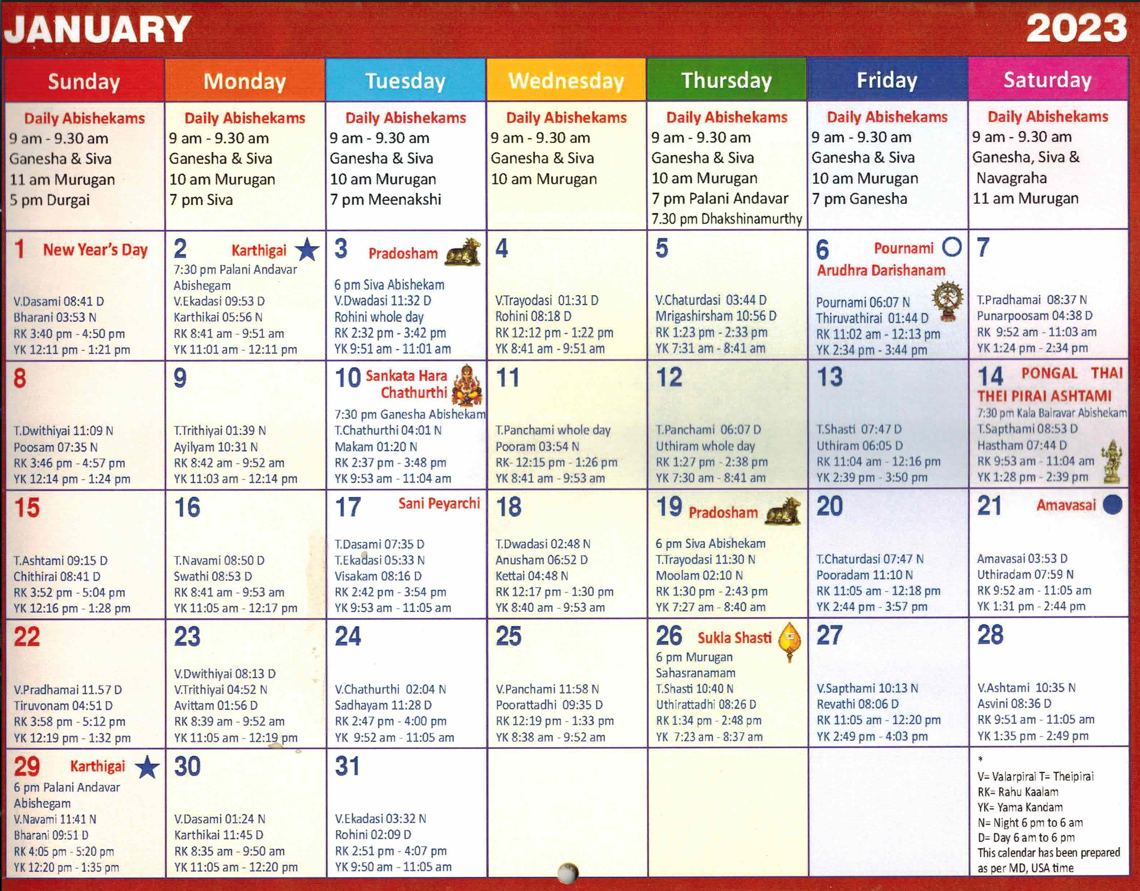 JANUARY 2023
Sunday Monday Tuesday Wednesday Thursday Friday Saturday
Daily Abishekams
9 am - 9.30 am
Ganesha & Siva
11 am Murugan
5 pm Durgai
Daily Abishekams
9 am - 9.30 am
Ganesha & Siva
10 am Murugan
7 pm Siva
Daily Abishekams
9 am - 9.30 am
Ganesha & Siva
10 am Murugan
7 pm Meenakshi
Daily Abishekams
9 am - 9.30 am
Ganesha & Siva
10 am Murugan
Daily Abishekams
9 am - 9.30 am
Ganesha & Siva
10 am Murugan
7 pm Palani Andavar
7.30 pm Dhakshinamurthy
Daily Abishekams
9 am - 9.30 am
Ganesha & Siva
10 am Murugan
7 pm Ganesha
Daily Abishekams
9 am - 9.30 am
Ganesha, Siva &
Navagraha
11 am Murugan
1 New Year's Day
V.Dasami 08:41 D
Bharani 03:53 N
RK 3:40 pm - 4:50 pm
YK 12:11 pm - 1:21 pm
2 Karthigai
7:30 pm Palani Andavar
Abishegam
V.Ekadasi 09:53 D
Karthikai 05:56 N
RK 8:41 am - 9:51 am
YK 11:01 am - 12:11 pm
3 Pradosham
6 pm Siva Abishekam
V.Dwadasi 11:32 D
Rohini whole day
RK 2:32 pm - 3:42 pm
YK 9:51 am - 11:01 am
4
V.Trayodasi 01:31 D
Rohini 08:18 D
RK 12:12 pm - 1:22 pm
YK 8:41 am - 9:51 am
5
V.Chaturdasi 03:44 D
Mrigashirsham 10:56 D
RK 1:23 pm - 2:33 pm
YK 7:31 am - 8:41 am
6 Pournami
Arudhra Darishanam
Pournami 06:07 N
Thiruvathirai 01:44 D
RK 11:02 am - 12:13 pm
YK 2:34 pm - 3:44 pm
7
T.Pradhamai 08:37 N
Punarpoosam 04:38 D
RK 9:52 am - 11:03 am
YK 1:24 pm - 2:34 pm
8
T.Dwithiyai 11:09 N
Poosam 07:35 N
RK 3:46 pm - 4:57 pm
YK 12:14 pm - 1:24 pm
9
T.Trithiyai 01:39 N
Ayilyam 10:31 N
RK 8:42 am - 9:52 am
YK 11:03 am - 12:14 pm
10 Sankata Hara
Chathurthi
7:30 pm Ganesha Abishekam
T.Chathurthi 04:01 N
Makam 01:20 N
RK 2:37 pm - 3:48 pm
YK 9:53 am - 11:04 am
11
T.Panchami whole day
Pooram 03:54 N
RK- 12:15 pm - 1:26 pm
YK 8:41 am - 9:53 am
12
T.Panchami 06:07 D
Uthiram whole day
RK 1:27 pm - 2:38 pm
YK 7:30 am - 8:41 am
13
T.Shasti 07:47 D
Uthiram 06:05 D
RK 11:04 am - 12:16 pm
YK 2:39 pm - 3:50 pm
14 PONGAL THAI
THEI PIRAI ASHTAMI
7:30 pm Kala Bairavar Abishekam
T.Sapthami 08:53 D
Hastham 07:44 D
RK 9:53 am - 11:04 am
YK 1:28 pm - 2:39 pm
15
T.Ashtami 09:15 D
Chithirai 08:41 D
RK 3:52 pm - 5:04 pm
YK 12:16 pm - 1:28 pm
16
T.Navami 08:50 D
Swathi 08:53 D
RK 8:41 am - 9:53 am
YK 11:05 am - 12:17 pm
17 Sani Peyarchi
T.Dasami 07:35 D
T.Ekadasi 05:33 N
Visakam 08:16 D
RK 2:42 pm - 3:54 pm
YK 9:53 am - 11:05 am
18
T.Dwadasi 02:48 N
Anusham 06:52 D
Kettai 04:48 N
RK 12:17 pm - 1:30 pm
YK 8:40 am - 9:53 am
19 Pradosham
6 pm Siva Abishekam
T.Trayodasi 11:30 N
Moolam 02:10 N
RK 1:30 pm - 2:43 pm
YK 7:27 am - 8:40 am
20
T.Chaturdasi 07:47 N
Pooradam 11:10 N
RK 11:05 am - 12:18 pm
YK 2:44 pm - 3:57 pm
21 Amavasai
Amavasai 03:53 D
Uthiradam 07:59 N
RK 9:52 am - 11:05 am
YK 1:31 pm - 2:44 pm
22
V.Pradhamai 11.57 D
Tiruvonam 04:51 D
RK 3:58 pm - 5:12 pm
YK 12:19 pm - 1:32 pm
23
V.Dwithiyai 08:13 D
V.Trithiyai 04:52 N
Avittam 01:56 D
RK 8:39 am - 9:52 am
YK 11:05 am - 12:19 pm
24
V.Chathurthi 02:04 N
Sadhayam 11:28 D
RK 2:47 pm - 4:00 pm
YK 9:52 am - 11:05 am
25
V.Panchami 11:58 N
Poorattadhi 09:35 D
RK 12:19 pm - 1:33 pm
YK 8:38 am - 9:52 am
26 Sukla Shasti
6 pm Murugan
Sahasranamam
T.Shasti 10:40 N
Uthirattadhi 08:26 D
RK 1:34 pm - 2:48 pm
YK 7:23 am - 8:37 am
27
V.Sapthami 10:13 N
Revathi 08:06 D
RK 11:05 am - 12:20 pm
YK 2:49 pm - 4:03 pm
28
V.Ashtami 10:35 N
Asvini 08:36 D
RK 9:51 am - 11:05 am
YK 1:35 pm - 2:49 pm
29 Karthigai
6 pm Palani Andavar
Abishegam
V.Navami 11:41 N
Bharani 09:51 D
RK 4:05 pm - 5:20 pm
YK 12:20 pm - 1:35 pm
30
V.Dasami 01:24 N
Karthikai 11:45 D
RK 8:35 am - 9:50 am
YK 11:05 am - 12:20 pm
31
V.Ekadasi 03:32 N
Rohini 02:09 D
RK 2:51 pm - 4:07 pm
YK 9:50 am - 11:05 am
*
V= Valarpirai T= Theipirai
RK= Rahu Kaalam
YK= Yama Kandam
N= Night 6 pm to 6 am
D= Day 6 am to 6 pm
This calendar has been prepared
as per MD, USA time